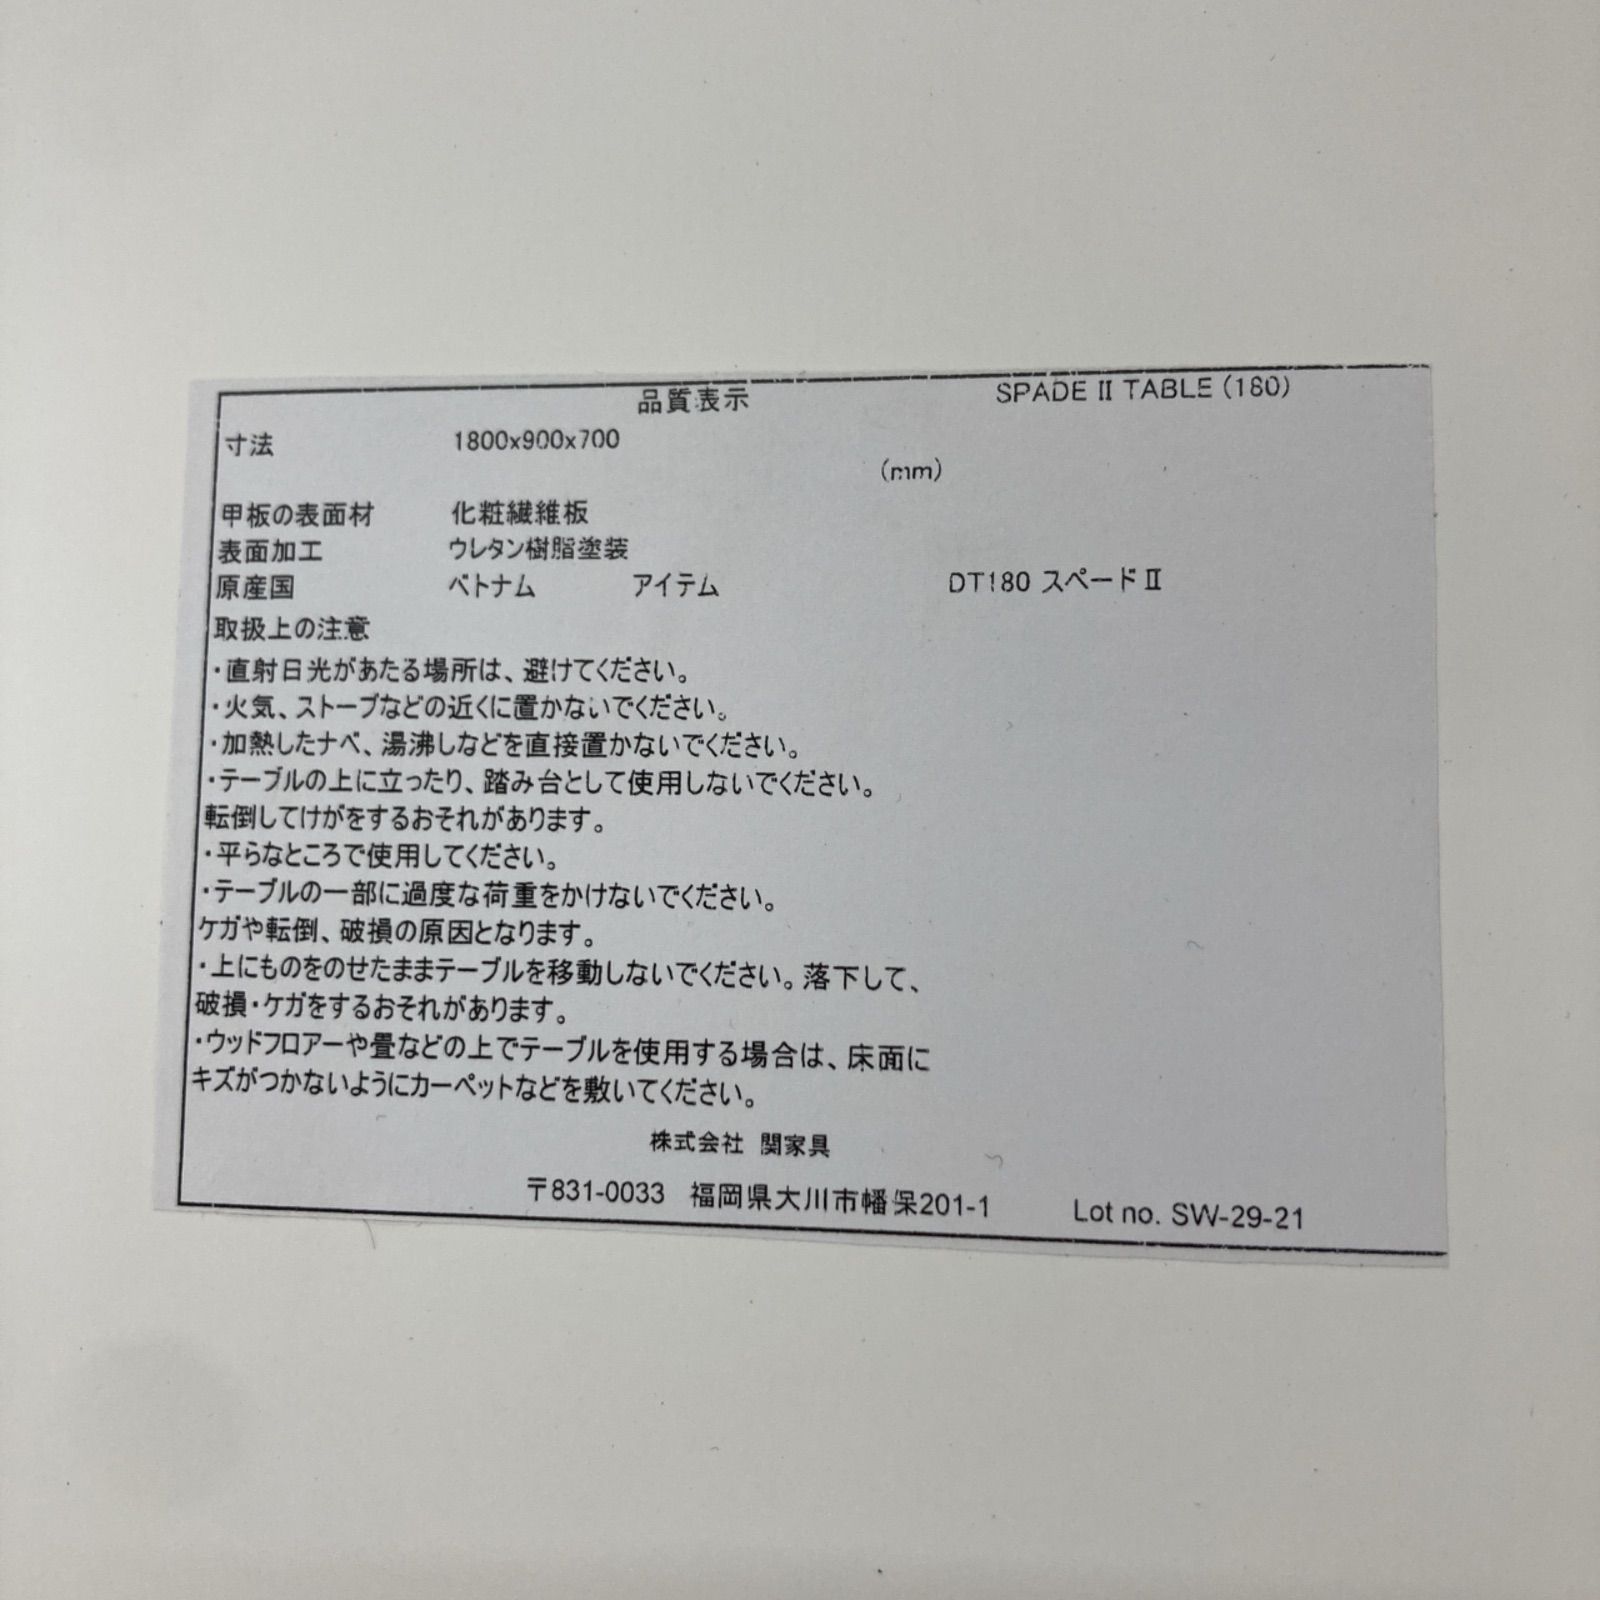 品質表示 SPADE II TABLE (180)
寸法 1800x900x700
(mm)
甲板の表面材 化粧繊維板
表面加工 ウレタン樹脂塗装
原産国 ベトナム アイテム DT180 スペードⅡ
取扱上の注意
・直射日光があたる場所は、避けてください。
・火気、ストーブなどの近くに置かないでください。
・加熱したナベ、湯沸しなどを直接置かないでください。
・テーブルの上に立ったり、踏み台として使用しないでください。
転倒してけがをするおそれがあります。
・平らなところで使用してください。
・テーブルの一部に過度な荷重をかけないでください。
ケガや転倒、破損の原因となります。
・上にものをのせたままテーブルを移動しないでください。落下して、
破損・ケガをするおそれがあります。
・ウッドフロアーや畳などの上でテーブルを使用する場合は、床面に
キズがつかないようにカーペットなどを敷いてください。
株式会社 関家具
〒831-0033 福岡県大川市幡保201-1 Lot no. SW-29-21